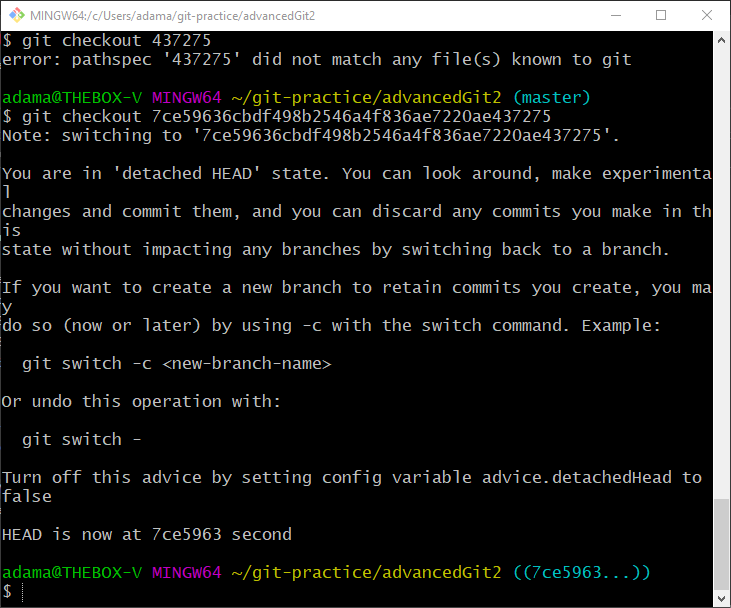 MINGW64:/c/Users/adama/git-practice/advancedGit2
$ git checkout 437275
error: pathspec '437275' did not match any file(s) known to git
adama@THEBOX-V MINGW64 ~/git-practice/advancedGit2 (master)
$ git checkout 7ce59636cbdf498b2546a4f836ae7220ae437275
Note: switching to '7ce59636cbdf498b2546a4f836ae7220ae437275'.
You are in 'detached HEAD' state. You can look around, make experimenta
l
changes and commit them, and you can discard any commits you make in th
is
state without impacting any branches by switching back to a branch.
If you want to create a new branch to retain commits you create, you ma
y
do so (now or later) by using -c with the switch command. Example:
git switch -c <new-branch-name>
Or undo this operation with:
git switch -
Turn off this advice by setting config variable advice.detachedHead to
false
HEAD is now at 7ce5963 second
adama@THEBOX-V MINGW64 ~/git-practice/advancedGit2 ((7ce5963...))
$